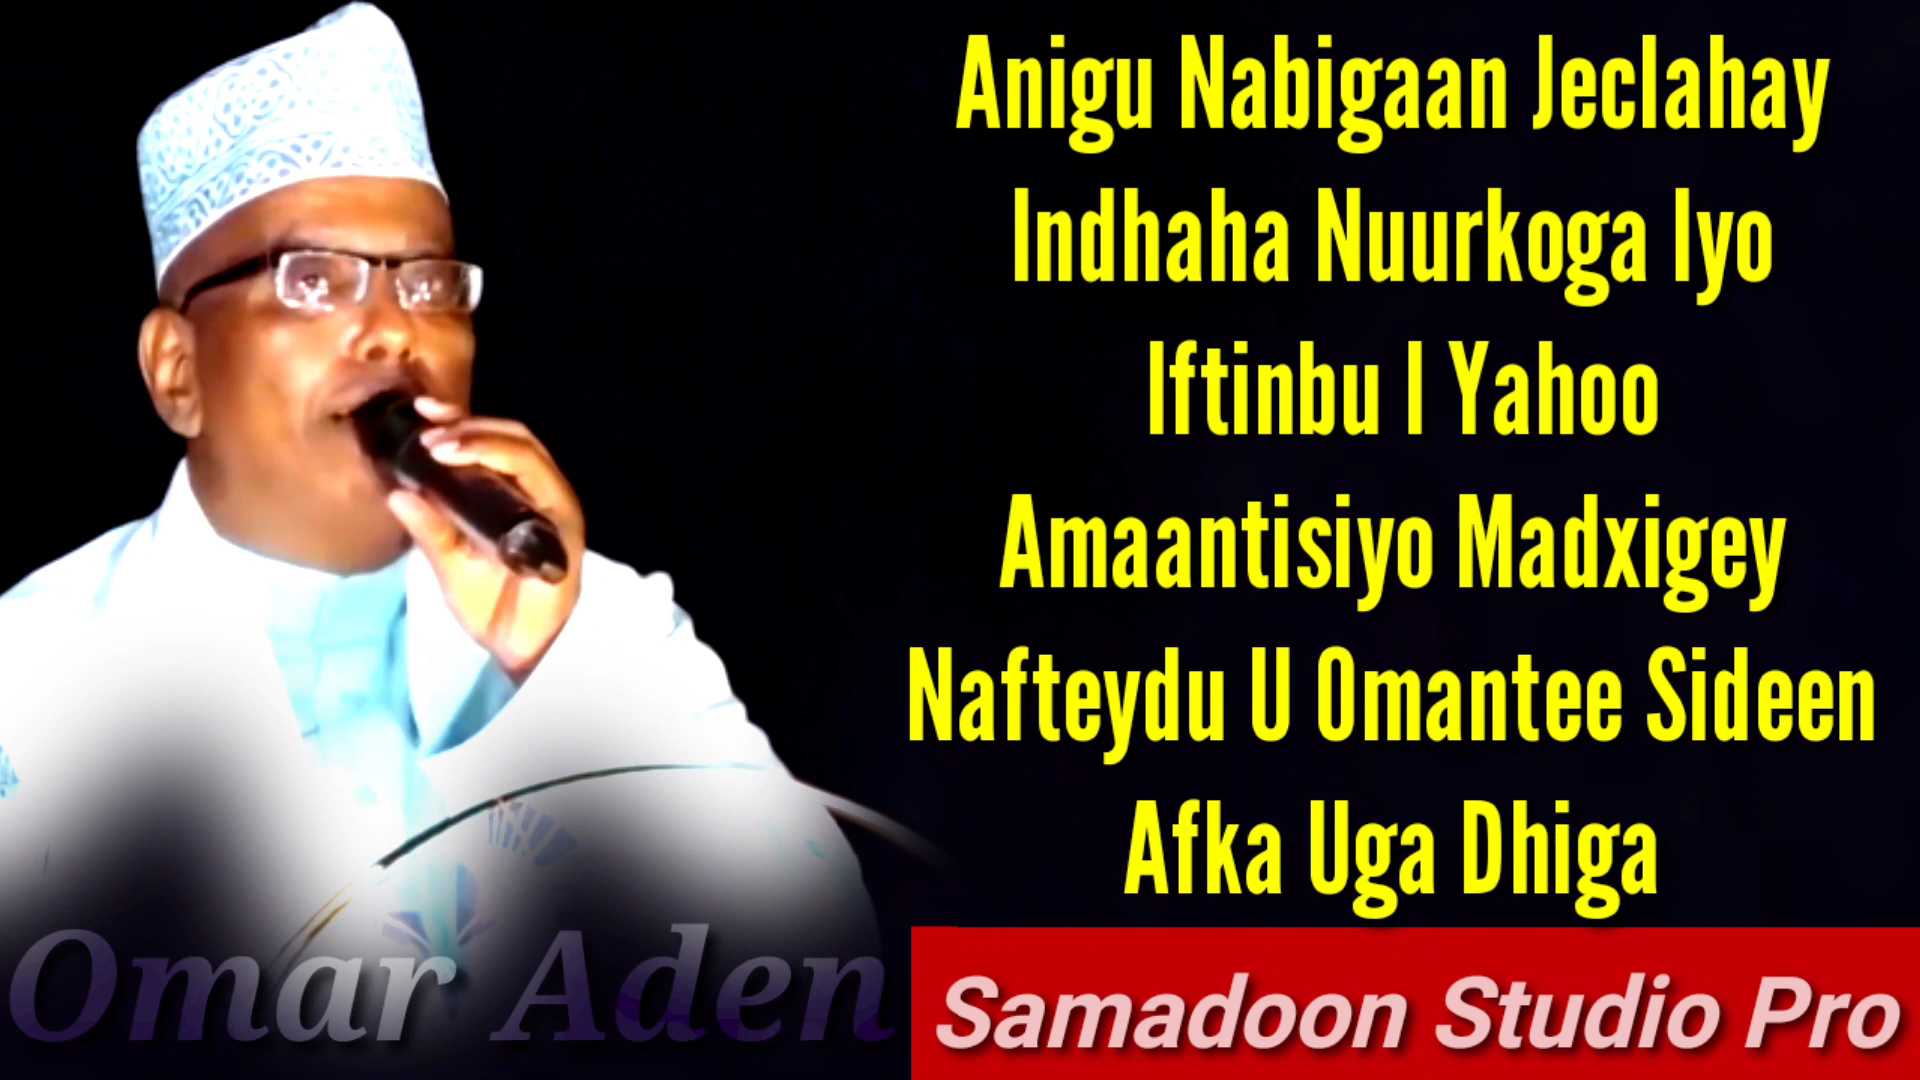 Anigu Nabigaan Jeclahay
Indhaha Nuurkoga Iyo
Iftinbu I Yahoo
Amaantisiyo Madxigey
Nafteydu U Omantee Sideen
Afka Uga Dhiga
Omar Aden
Samadoon Studio Pro